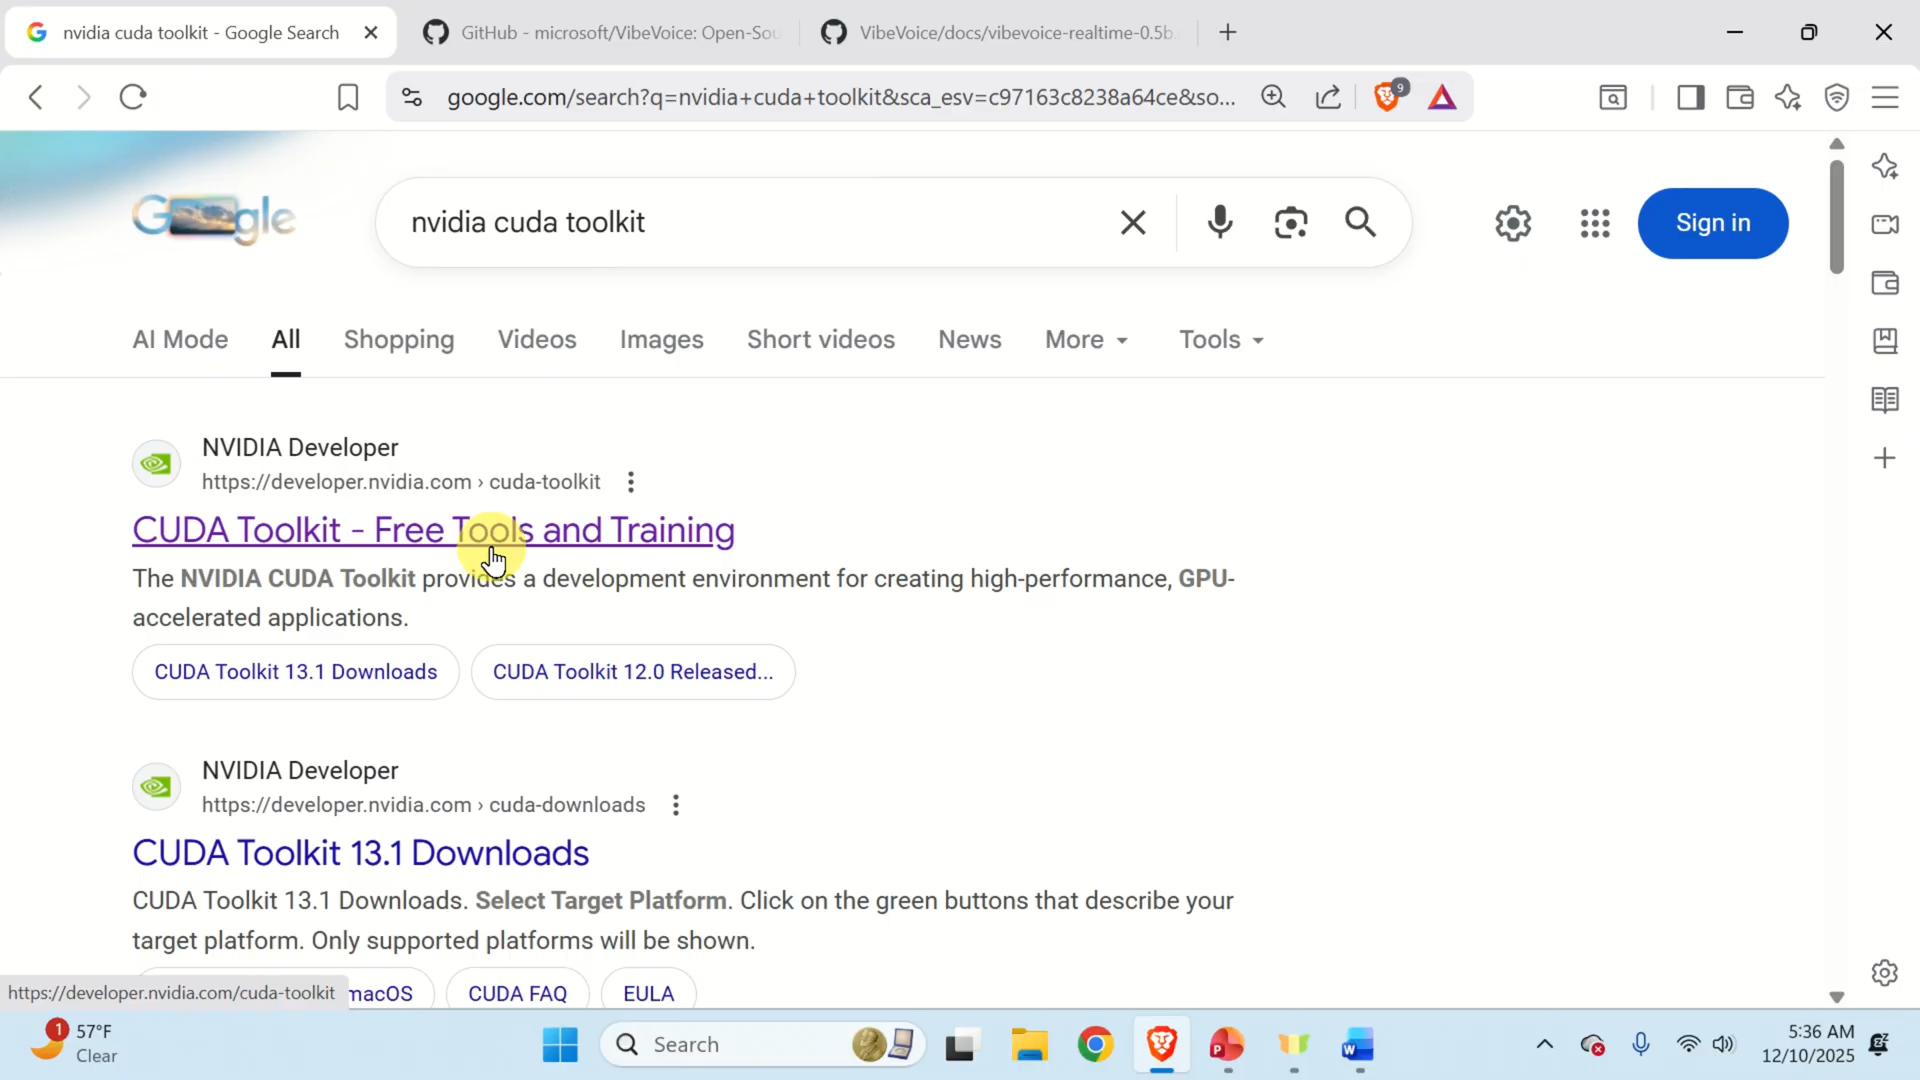 nvidia cuda toolkit - Google Search
GitHub - microsoft/VibeVoice: Open-Sou
VibeVoice/docs/vibevoice-realtime-0.5b.
google.com/search?q=nvidia+cuda+toolkit&sca_esv=c97163c8238a64ce&so...
9
Google
nvidia cuda toolkit
Sign in
AI Mode
All
Shopping
Videos
Images
Short videos
News
More
Tools
NVIDIA Developer
https://developer.nvidia.com › cuda-toolkit
CUDA Toolkit - Free Tools and Training
The NVIDIA CUDA Toolkit provides a development environment for creating high-performance, GPU-
accelerated applications.
CUDA Toolkit 13.1 Downloads
CUDA Toolkit 12.0 Released...
NVIDIA Developer
https://developer.nvidia.com › cuda-downloads
CUDA Toolkit 13.1 Downloads
CUDA Toolkit 13.1 Downloads. Select Target Platform. Click on the green buttons that describe your
target platform. Only supported platforms will be shown.
macOS
CUDA FAQ
EULA
https://developer.nvidia.com/cuda-toolkit
1
57°F
Clear
Search
5:36 AM
12/10/2025